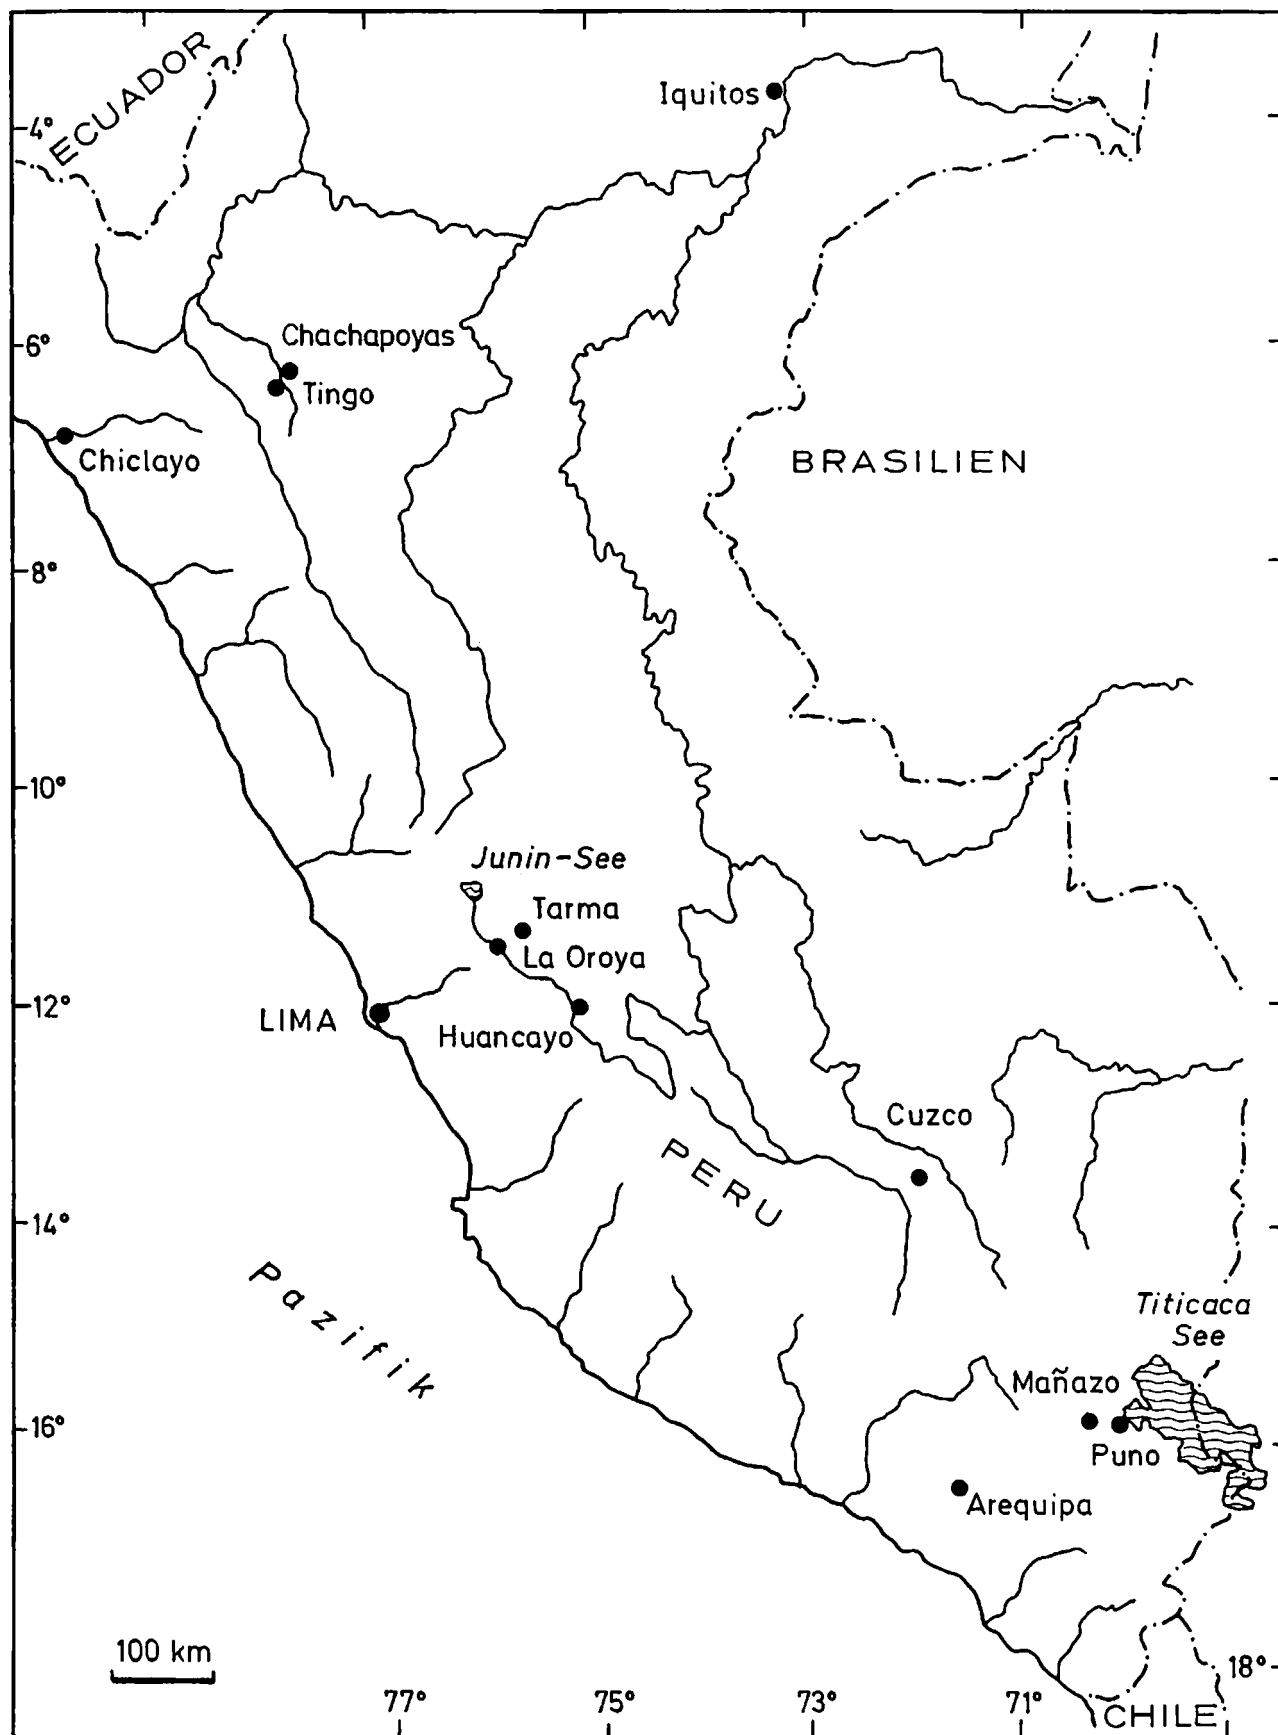 ECUADOR
Iquitos
4°
Chachapoyas
6°
Tingo
Chiclayo
BRASILIEN
8°
10°
Junin-See
Tarma
La Oroya
12°
LIMA
Huancayo
Cuzco
PERU
14°
Pazifik
Titicaca
See
Mañazo
16°
Puno
Arequipa
100 km
18°
77°
75°
73°
71°
CHILE